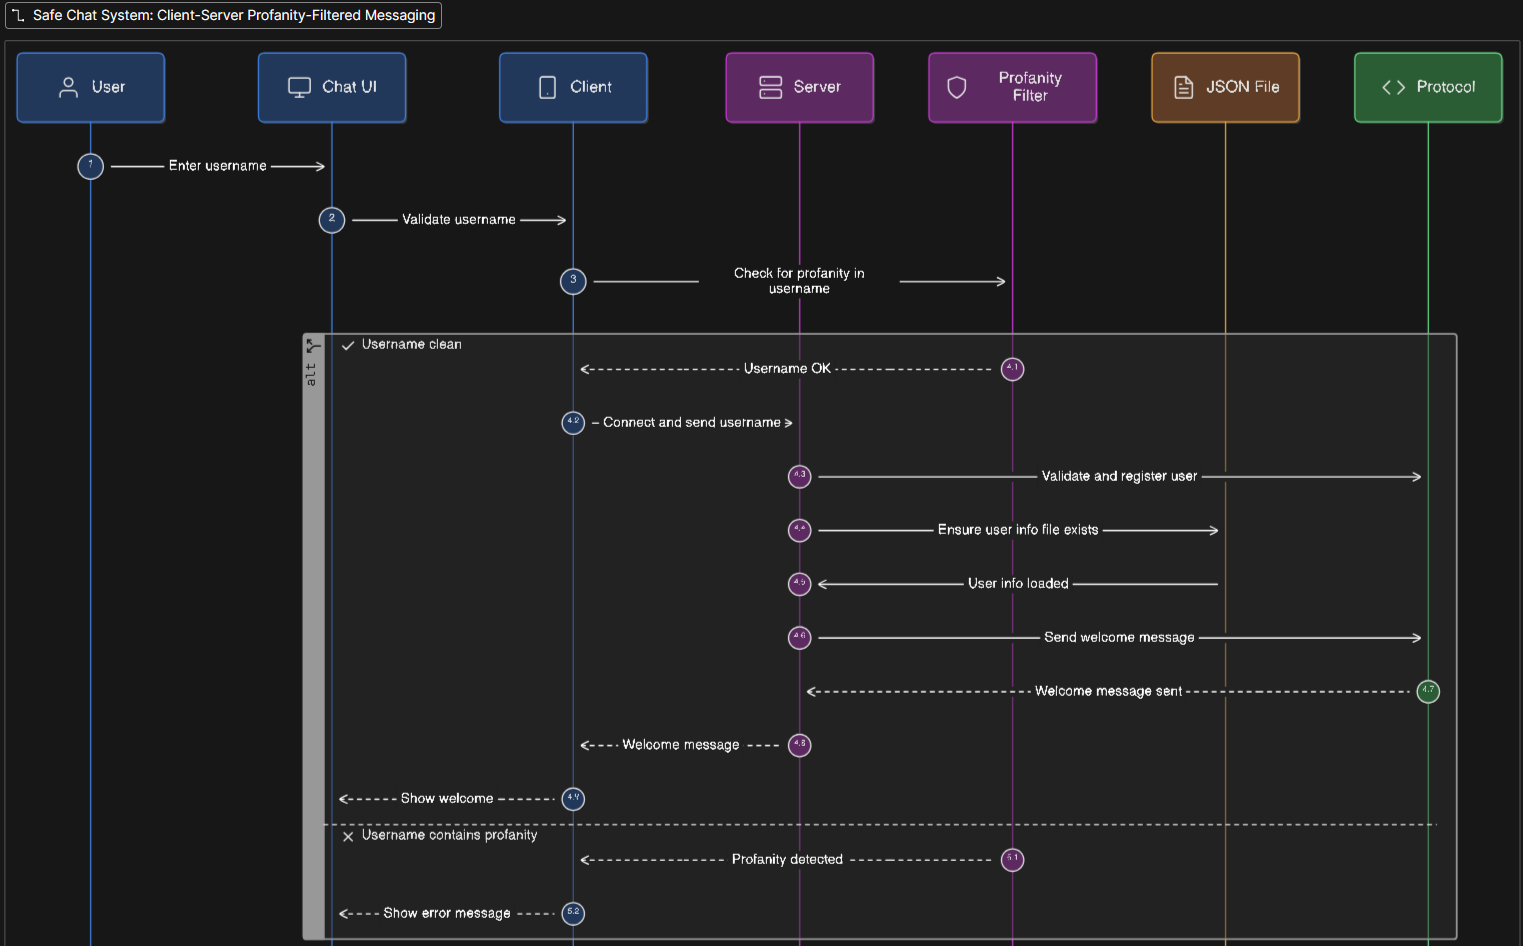 Safe Chat System: Client-Server Profanity-Filtered Messaging
User
Chat UI
Client
Server
Profanity
Filter
JSON File
Protocol
1
Enter username
2
Validate username
3
Check for profanity in
username
alt
Username clean
Username OK
4.1
4.2
Connect and send username
4.3
Validate and register user
4.4
Ensure user info file exists
4.5
User info loaded
4.6
Send welcome message
Welcome message sent
4.7
Welcome message
4.8
Show welcome
4.9
Username contains profanity
Profanity detected
5.1
Show error message
5.2